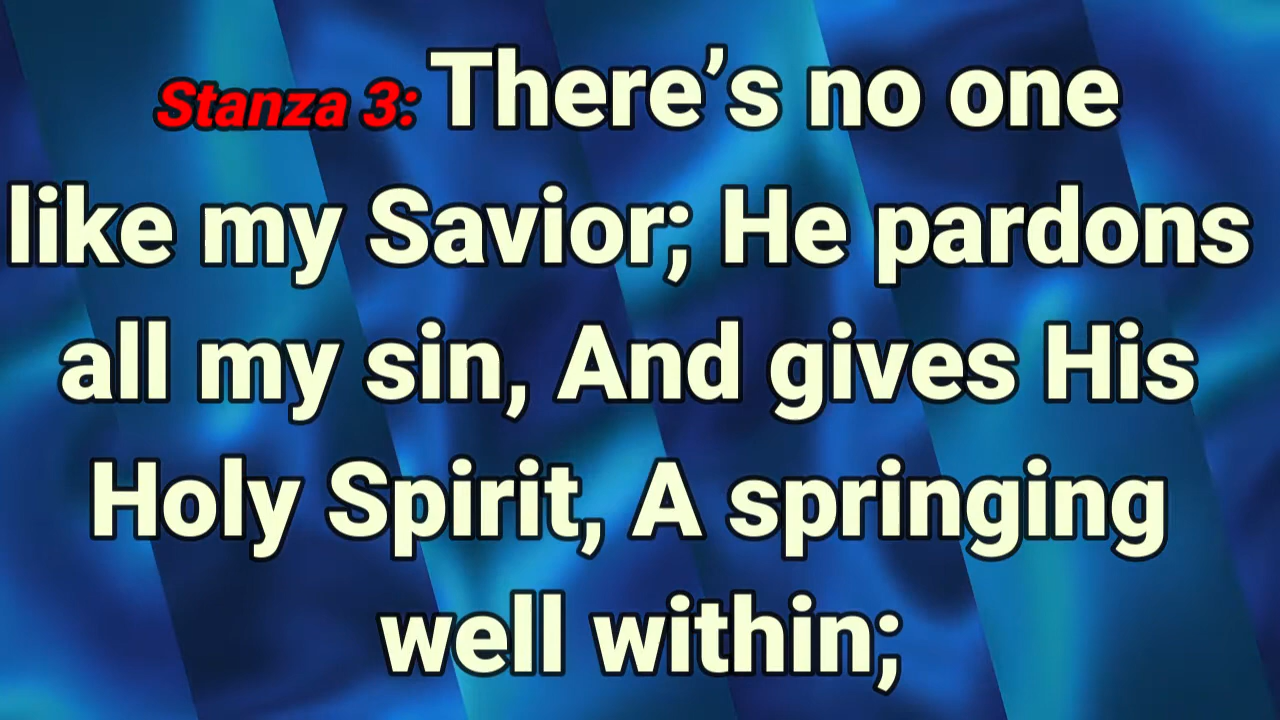 Stanza 3: There’s no one
like my Savior; He pardons
all my sin, And gives His
Holy Spirit, A springing
well within;